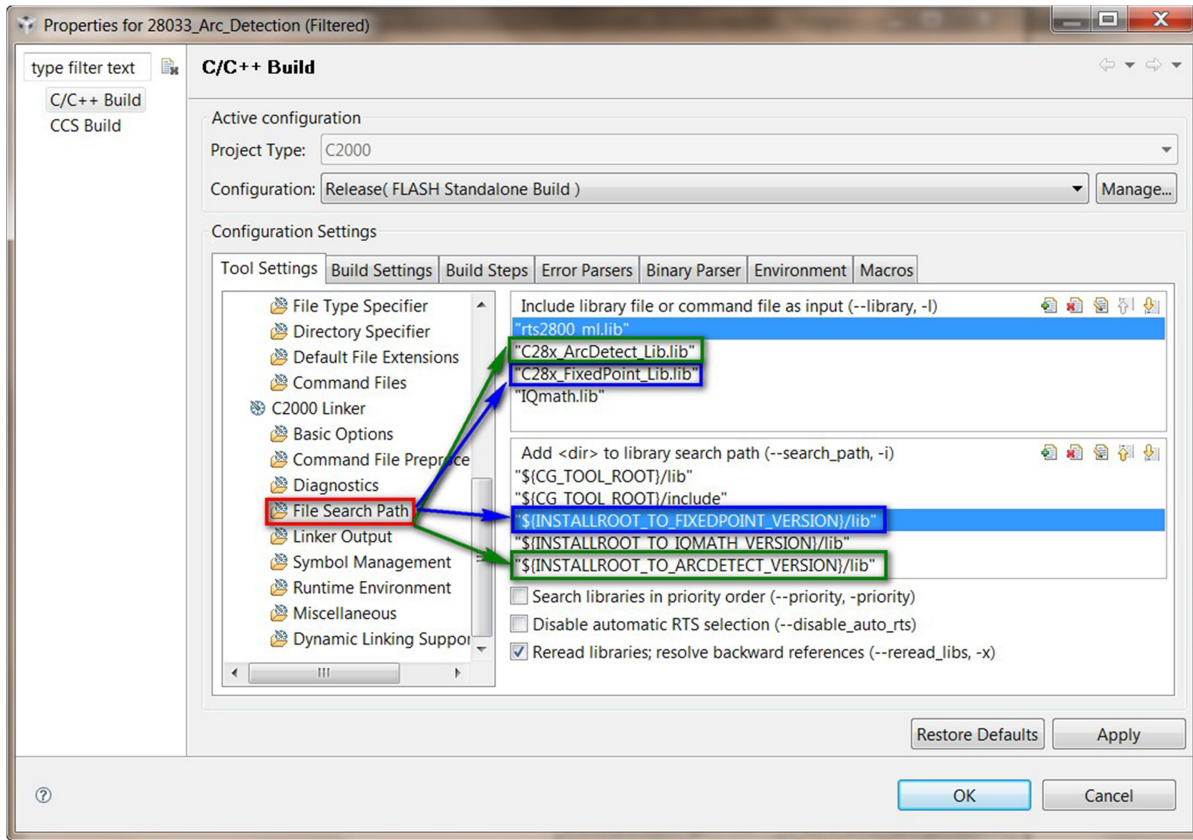 Properties for 28033_Arc_Detection (Filtered)
type filter text
C/C++ Build
CCS Build
C/C++ Build
Active configuration
Project Type: C2000
Configuration: Release( FLASH Standalone Build ) Manage...
Configuration Settings
Tool Settings Build Settings Build Steps Error Parsers Binary Parser Environment Macros
File Type Specifier
Directory Specifier
Default File Extensions
Command Files
C2000 Linker
Basic Options
Command File Preproce
Diagnostics
File Search Path
Linker Output
Symbol Management
Runtime Environment
Miscellaneous
Dynamic Linking Suppor
Include library file or command file as input (--library, -l)
"rts2800_ml.lib"
"C28x_ArcDetect_Lib.lib"
"C28x_FixedPoint_Lib.lib"
"IQmath.lib"
Add <dir> to library search path (--search_path, -i)
"${CG_TOOL_ROOT}/lib"
"${CG_TOOL_ROOT}/include"
"${INSTALLROOT_TO_FIXEDPOINT_VERSION}/lib"
"${INSTALLROOT_TO_IQMATH_VERSION}/lib"
"${INSTALLROOT_TO_ARCDETECT_VERSION}/lib"
Search libraries in priority order (--priority, -priority)
Disable automatic RTS selection (--disable_auto_rts)
Reread libraries; resolve backward references (--reread_libs, -x)
Restore Defaults Apply
OK Cancel